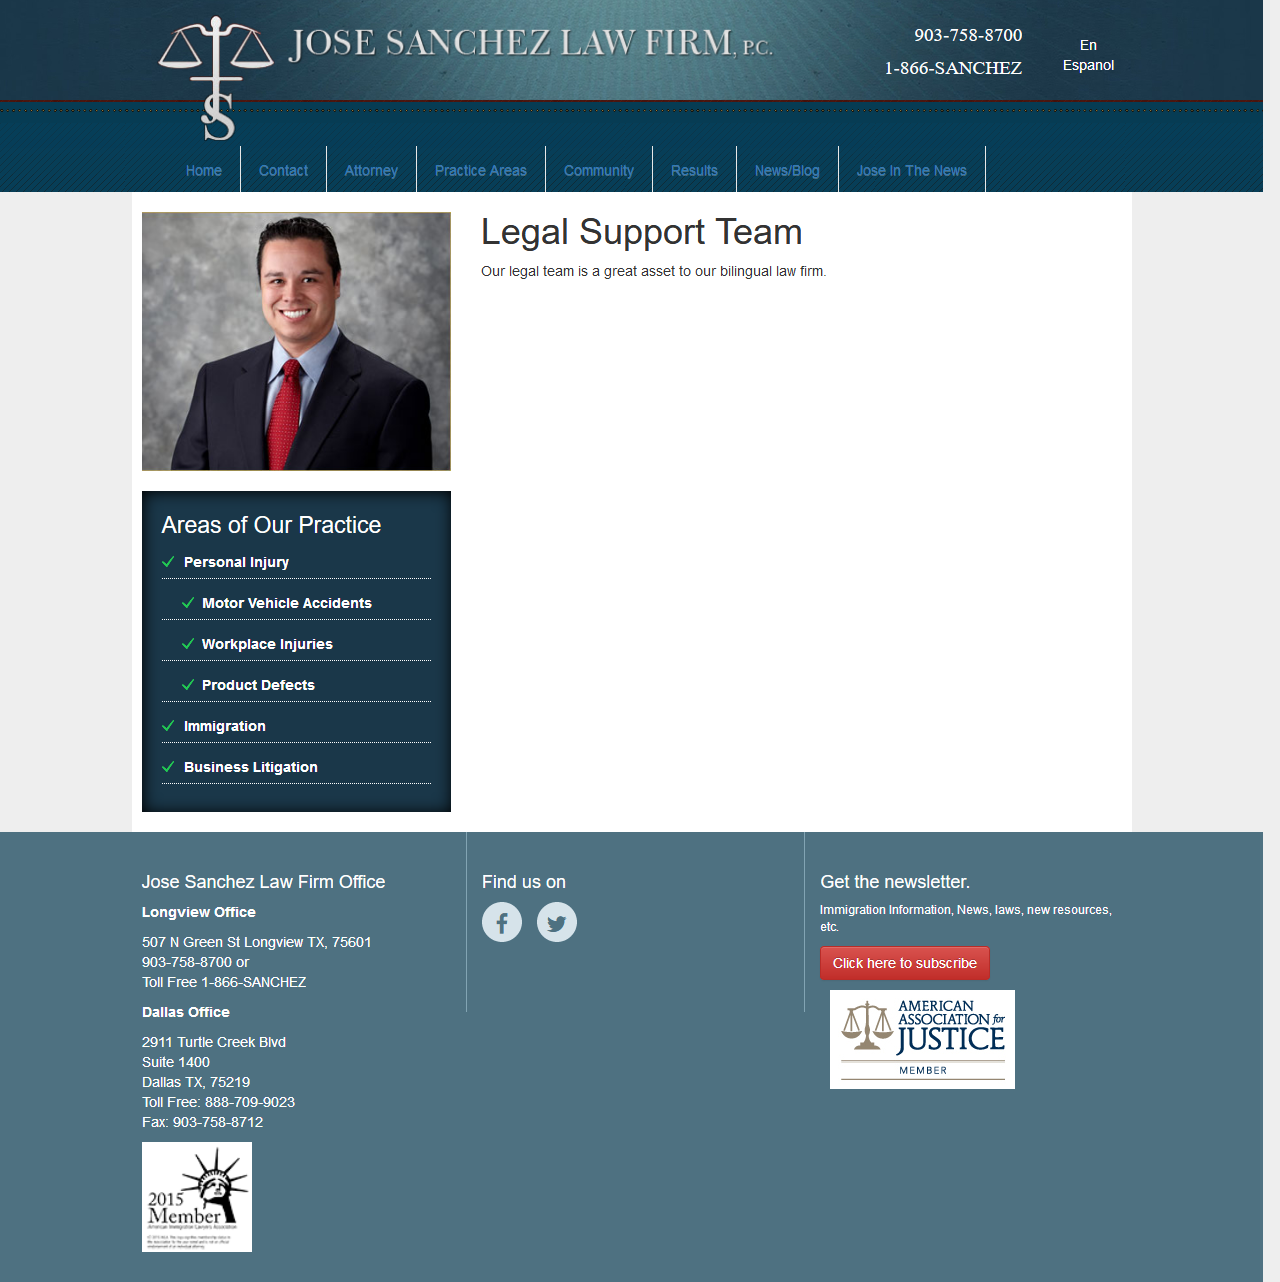 JOSE SANCHEZ LAW FIRM, P.C.
903-758-8700
1-866-SANCHEZ
En
Espanol
Home
Contact
Attorney
Practice Areas
Community
Results
News/Blog
Jose In The News
Legal Support Team
Our legal team is a great asset to our bilingual law firm.
Areas of Our Practice
Personal Injury
Motor Vehicle Accidents
Workplace Injuries
Product Defects
Immigration
Business Litigation
Jose Sanchez Law Firm Office
Longview Office
507 N Green St Longview TX, 75601
903-758-8700 or
Toll Free 1-866-SANCHEZ
Dallas Office
2911 Turtle Creek Blvd
Suite 1400
Dallas TX, 75219
Toll Free: 888-709-9023
Fax: 903-758-8712
2015
Member
American Immigration Lawyers Association
Find us on
Get the newsletter.
Immigration Information, News, laws, new resources,
etc.
Click here to subscribe
AMERICAN
ASSOCIATION for
JUSTICE
MEMBER